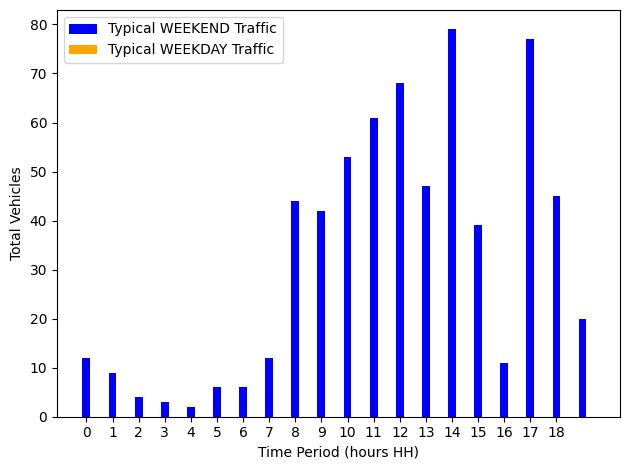 Typical WEEKEND Traffic
Typical WEEKDAY Traffic
80
70
60
50
40
30
20
10
0
Total Vehicles
0 1 2 3 4 5 6 7 8 9 10 11 12 13 14 15 16 17 18
Time Period (hours HH)